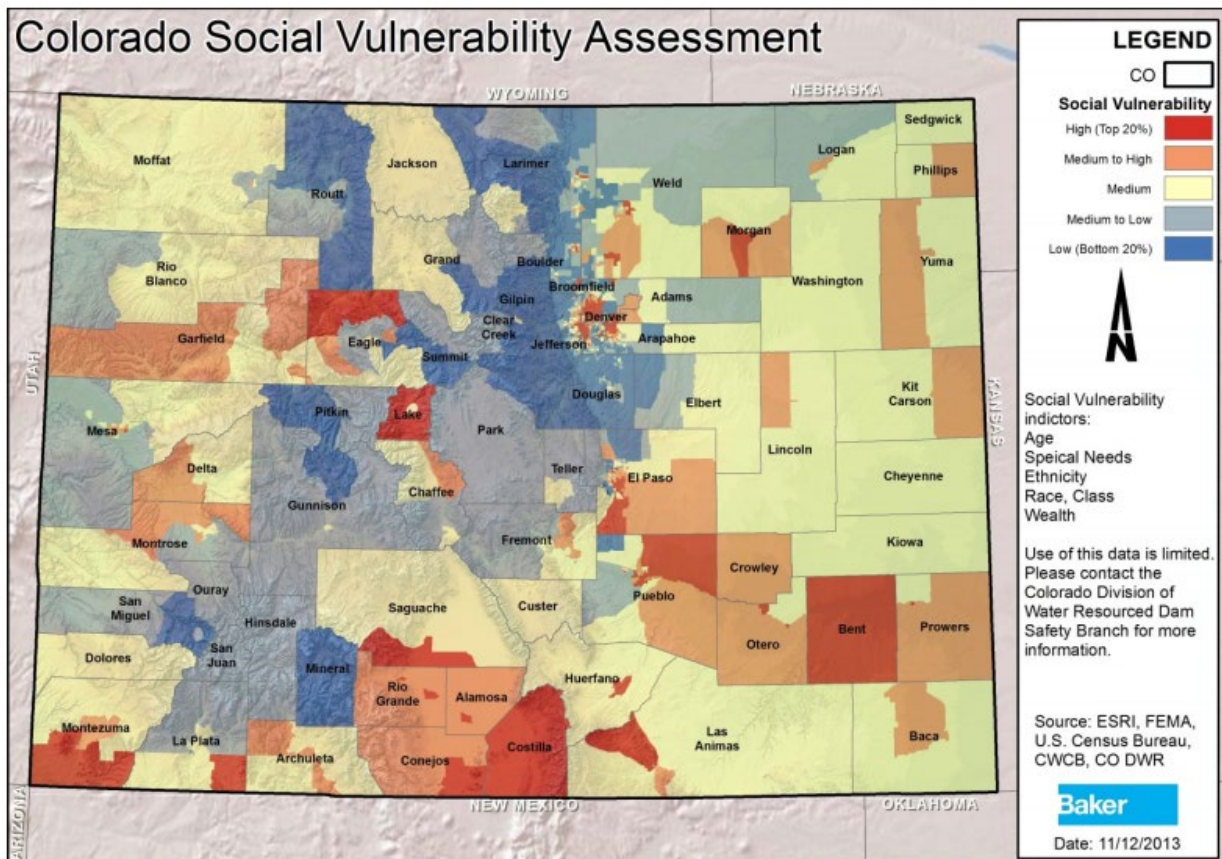 Colorado Social Vulnerability Assessment
WYOMING
NEBRASKA
UTAH
KANSAS
ARIZONA
NEW MEXICO
OKLAHOMA
Moffat
Routt
Jackson
Larimer
Weld
Logan
Sedgwick
Phillips
Rio
Blanco
Grand
Boulder
Broomfield
Gilpin
Clear
Creek
Morgan
Washington
Yuma
Adams
Denver
Arapahoe
Jefferson
Garfield
Eagle
Summit
Douglas
Elbert
Kit
Carson
Mesa
Pitkin
Lake
Park
Lincoln
Delta
Gunnison
Chaffee
Teller
El Paso
Cheyenne
Montrose
Fremont
Kiowa
Ouray
San
Miguel
Hinsdale
Saguache
Custer
Pueblo
Crowley
Otero
Bent
Prowers
Dolores
San
Juan
Mineral
Rio
Grande
Alamosa
Huerfano
Montezuma
La Plata
Archuleta
Conejos
Costilla
Las
Animas
Baca
LEGEND
CO
Social Vulnerability
High (Top 20%)
Medium to High
Medium
Medium to Low
Low (Bottom 20%)
N
Social Vulnerability
indictors:
Age
Speical Needs
Ethnicity
Race, Class
Wealth
Use of this data is limited.
Please contact the
Colorado Division of
Water Resourced Dam
Safety Branch for more
information.
Source: ESRI, FEMA,
U.S. Census Bureau,
CWCB, CO DWR
Baker
Date: 11/12/2013